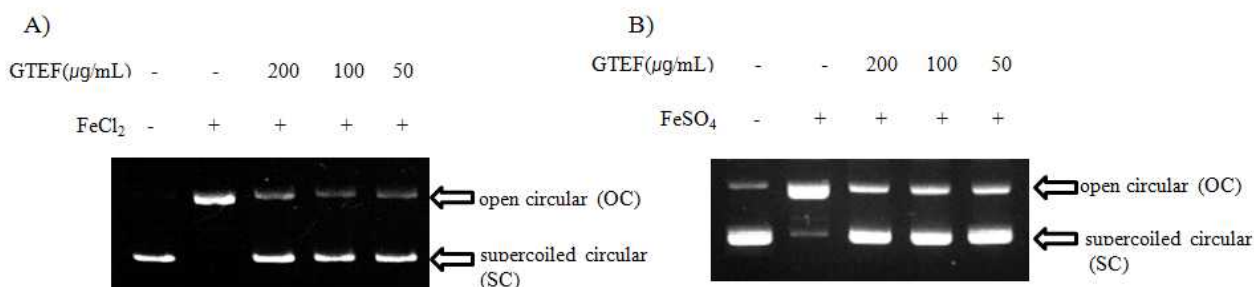 A)
GTEF(µg/mL) - - 200 100 50
FeCl2 - + + + +
open circular (OC)
supercoiled circular
(SC)
B)
GTEF(µg/mL) - - 200 100 50
FeSO4 - + + + +
open circular (OC)
supercoiled circular
(SC)